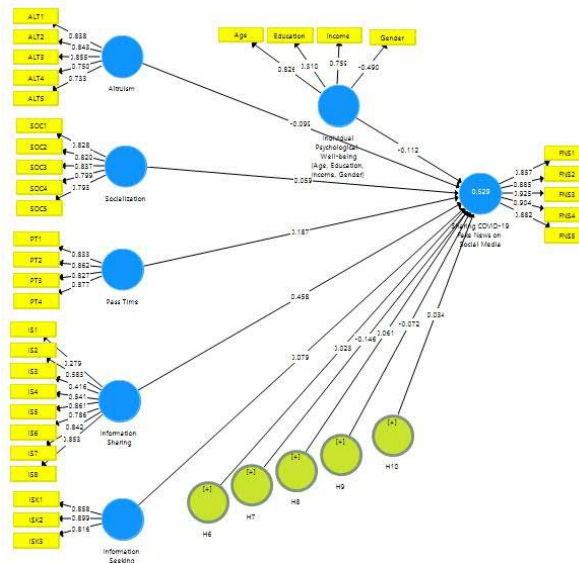 ALT1
ALT2
ALT3
ALT4
ALT5
0.838
0.843
0.855
0.750
0.733
Altruism
Age
Education
Income
Gender
0.826
0.310
0.755
-0.490
Individual
Psychological
Well-being
(Age, Education,
Income, Gender)
-0.095
-0.112
SOC1
SOC2
SOC3
SOC4
SOC5
0.828
0.820
0.837
0.799
0.793
Socialization
0.059
0.529
Sharing COVID-19
Fake News on
Social Media
0.857
0.885
0.925
0.904
0.882
FNS1
FNS2
FNS3
FNS4
FNS5
PT1
PT2
PT3
PT4
0.833
0.862
0.827
0.877
Pass Time
0.187
IS1
IS2
IS3
IS4
IS5
IS6
IS7
IS8
0.279
0.583
0.416
0.541
0.861
0.786
0.842
0.853
Information
Sharing
0.458
0.079
0.025
-0.146
0.061
-0.072
0.034
ISK1
ISK2
ISK3
0.858
0.899
0.816
Information
Seeking
[+]
H6
[+]
H7
[+]
H8
[+]
H9
[+]
H10